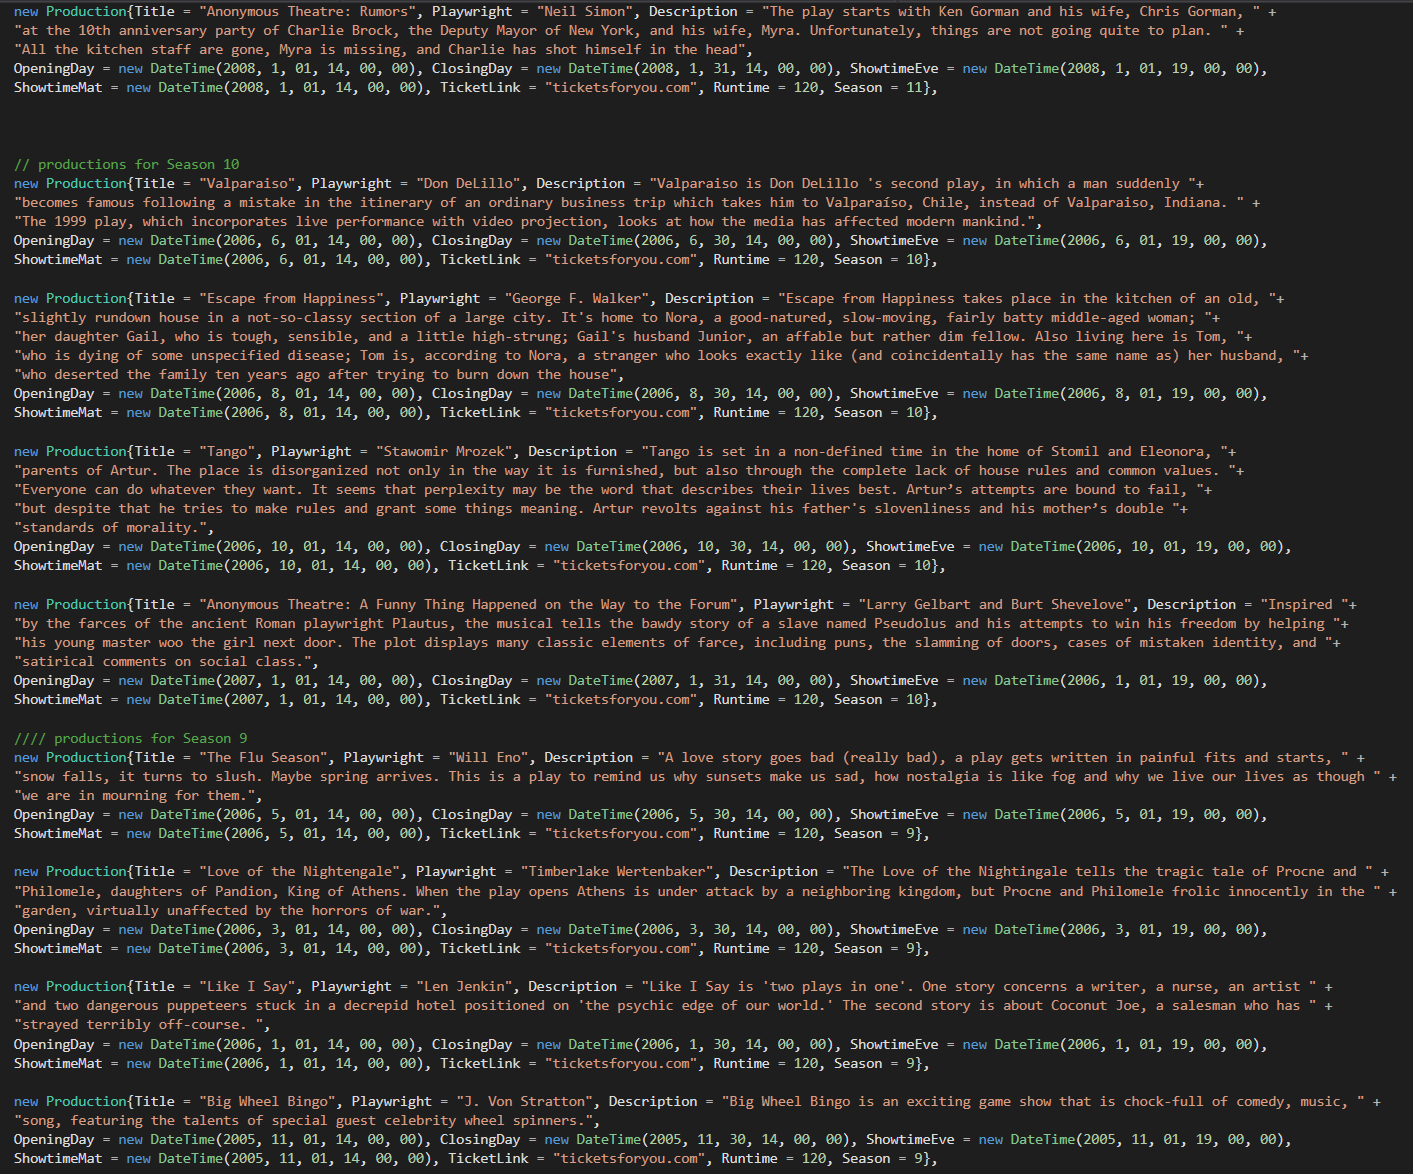 new Production{Title = "Anonymous Theatre: Rumors", Playwright = "Neil Simon", Description = "The play starts with Ken Gorman and his wife, Chris Gorman, " +
"at the 10th anniversary party of Charlie Brock, the Deputy Mayor of New York, and his wife, Myra. Unfortunately, things are not going quite to plan. " +
"All the kitchen staff are gone, Myra is missing, and Charlie has shot himself in the head",
OpeningDay = new DateTime(2008, 1, 01, 14, 00, 00), ClosingDay = new DateTime(2008, 1, 31, 14, 00, 00), ShowtimeEve = new DateTime(2008, 1, 01, 19, 00, 00),
ShowtimeMat = new DateTime(2008, 1, 01, 14, 00, 00), TicketLink = "ticketsforyou.com", Runtime = 120, Season = 11},
// productions for Season 10
new Production{Title = "Valparaiso", Playwright = "Don DeLillo", Description = "Valparaiso is Don DeLillo 's second play, in which a man suddenly "+
"becomes famous following a mistake in the itinerary of an ordinary business trip which takes him to Valparaíso, Chile, instead of Valparaiso, Indiana. " +
"The 1999 play, which incorporates live performance with video projection, looks at how the media has affected modern mankind.",
OpeningDay = new DateTime(2006, 6, 01, 14, 00, 00), ClosingDay = new DateTime(2006, 6, 30, 14, 00, 00), ShowtimeEve = new DateTime(2006, 6, 01, 19, 00, 00),
ShowtimeMat = new DateTime(2006, 6, 01, 14, 00, 00), TicketLink = "ticketsforyou.com", Runtime = 120, Season = 10},
new Production{Title = "Escape from Happiness", Playwright = "George F. Walker", Description = "Escape from Happiness takes place in the kitchen of an old, "+
"slightly rundown house in a not-so-classy section of a large city. It's home to Nora, a good-natured, slow-moving, fairly batty middle-aged woman; "+
"her daughter Gail, who is tough, sensible, and a little high-strung; Gail's husband Junior, an affable but rather dim fellow. Also living here is Tom, "+
"who is dying of some unspecified disease; Tom is, according to Nora, a stranger who looks exactly like (and coincidentally has the same name as) her husband, "+
"who deserted the family ten years ago after trying to burn down the house",
OpeningDay = new DateTime(2006, 8, 01, 14, 00, 00), ClosingDay = new DateTime(2006, 8, 30, 14, 00, 00), ShowtimeEve = new DateTime(2006, 8, 01, 19, 00, 00),
ShowtimeMat = new DateTime(2006, 8, 01, 14, 00, 00), TicketLink = "ticketsforyou.com", Runtime = 120, Season = 10},
new Production{Title = "Tango", Playwright = "Stawomir Mrozek", Description = "Tango is set in a non-defined time in the home of Stomil and Eleonora, "+
"parents of Artur. The place is disorganized not only in the way it is furnished, but also through the complete lack of house rules and common values. "+
"Everyone can do whatever they want. It seems that perplexity may be the word that describes their lives best. Artur’s attempts are bound to fail, "+
"but despite that he tries to make rules and grant some things meaning. Artur revolts against his father's slovenliness and his mother’s double "+
"standards of morality.",
OpeningDay = new DateTime(2006, 10, 01, 14, 00, 00), ClosingDay = new DateTime(2006, 10, 30, 14, 00, 00), ShowtimeEve = new DateTime(2006, 10, 01, 19, 00, 00),
ShowtimeMat = new DateTime(2006, 10, 01, 14, 00, 00), TicketLink = "ticketsforyou.com", Runtime = 120, Season = 10},
new Production{Title = "Anonymous Theatre: A Funny Thing Happened on the Way to the Forum", Playwright = "Larry Gelbart and Burt Shevelove", Description = "Inspired "+
"by the farces of the ancient Roman playwright Plautus, the musical tells the bawdy story of a slave named Pseudolus and his attempts to win his freedom by helping "+
"his young master woo the girl next door. The plot displays many classic elements of farce, including puns, the slamming of doors, cases of mistaken identity, and "+
"satirical comments on social class.",
OpeningDay = new DateTime(2007, 1, 01, 14, 00, 00), ClosingDay = new DateTime(2007, 1, 31, 14, 00, 00), ShowtimeEve = new DateTime(2006, 1, 01, 19, 00, 00),
ShowtimeMat = new DateTime(2007, 1, 01, 14, 00, 00), TicketLink = "ticketsforyou.com", Runtime = 120, Season = 10},
//// productions for Season 9
new Production{Title = "The Flu Season", Playwright = "Will Eno", Description = "A love story goes bad (really bad), a play gets written in painful fits and starts, " +
"snow falls, it turns to slush. Maybe spring arrives. This is a play to remind us why sunsets make us sad, how nostalgia is like fog and why we live our lives as though " +
"we are in mourning for them.",
OpeningDay = new DateTime(2006, 5, 01, 14, 00, 00), ClosingDay = new DateTime(2006, 5, 30, 14, 00, 00), ShowtimeEve = new DateTime(2006, 5, 01, 19, 00, 00),
ShowtimeMat = new DateTime(2006, 5, 01, 14, 00, 00), TicketLink = "ticketsforyou.com", Runtime = 120, Season = 9},
new Production{Title = "Love of the Nightengale", Playwright = "Timberlake Wertenbaker", Description = "The Love of the Nightingale tells the tragic tale of Procne and " +
"Philomele, daughters of Pandion, King of Athens. When the play opens Athens is under attack by a neighboring kingdom, but Procne and Philomele frolic innocently in the " +
"garden, virtually unaffected by the horrors of war.",
OpeningDay = new DateTime(2006, 3, 01, 14, 00, 00), ClosingDay = new DateTime(2006, 3, 30, 14, 00, 00), ShowtimeEve = new DateTime(2006, 3, 01, 19, 00, 00),
ShowtimeMat = new DateTime(2006, 3, 01, 14, 00, 00), TicketLink = "ticketsforyou.com", Runtime = 120, Season = 9},
new Production{Title = "Like I Say", Playwright = "Len Jenkin", Description = "Like I Say is 'two plays in one'. One story concerns a writer, a nurse, an artist " +
"and two dangerous puppeteers stuck in a decrepid hotel positioned on 'the psychic edge of our world.' The second story is about Coconut Joe, a salesman who has " +
"strayed terribly off-course. ",
OpeningDay = new DateTime(2006, 1, 01, 14, 00, 00), ClosingDay = new DateTime(2006, 1, 30, 14, 00, 00), ShowtimeEve = new DateTime(2006, 1, 01, 19, 00, 00),
ShowtimeMat = new DateTime(2006, 1, 01, 14, 00, 00), TicketLink = "ticketsforyou.com", Runtime = 120, Season = 9},
new Production{Title = "Big Wheel Bingo", Playwright = "J. Von Stratton", Description = "Big Wheel Bingo is an exciting game show that is chock-full of comedy, music, " +
"song, featuring the talents of special guest celebrity wheel spinners.",
OpeningDay = new DateTime(2005, 11, 01, 14, 00, 00), ClosingDay = new DateTime(2005, 11, 30, 14, 00, 00), ShowtimeEve = new DateTime(2005, 11, 01, 19, 00, 00),
ShowtimeMat = new DateTime(2005, 11, 01, 14, 00, 00), TicketLink = "ticketsforyou.com", Runtime = 120, Season = 9},